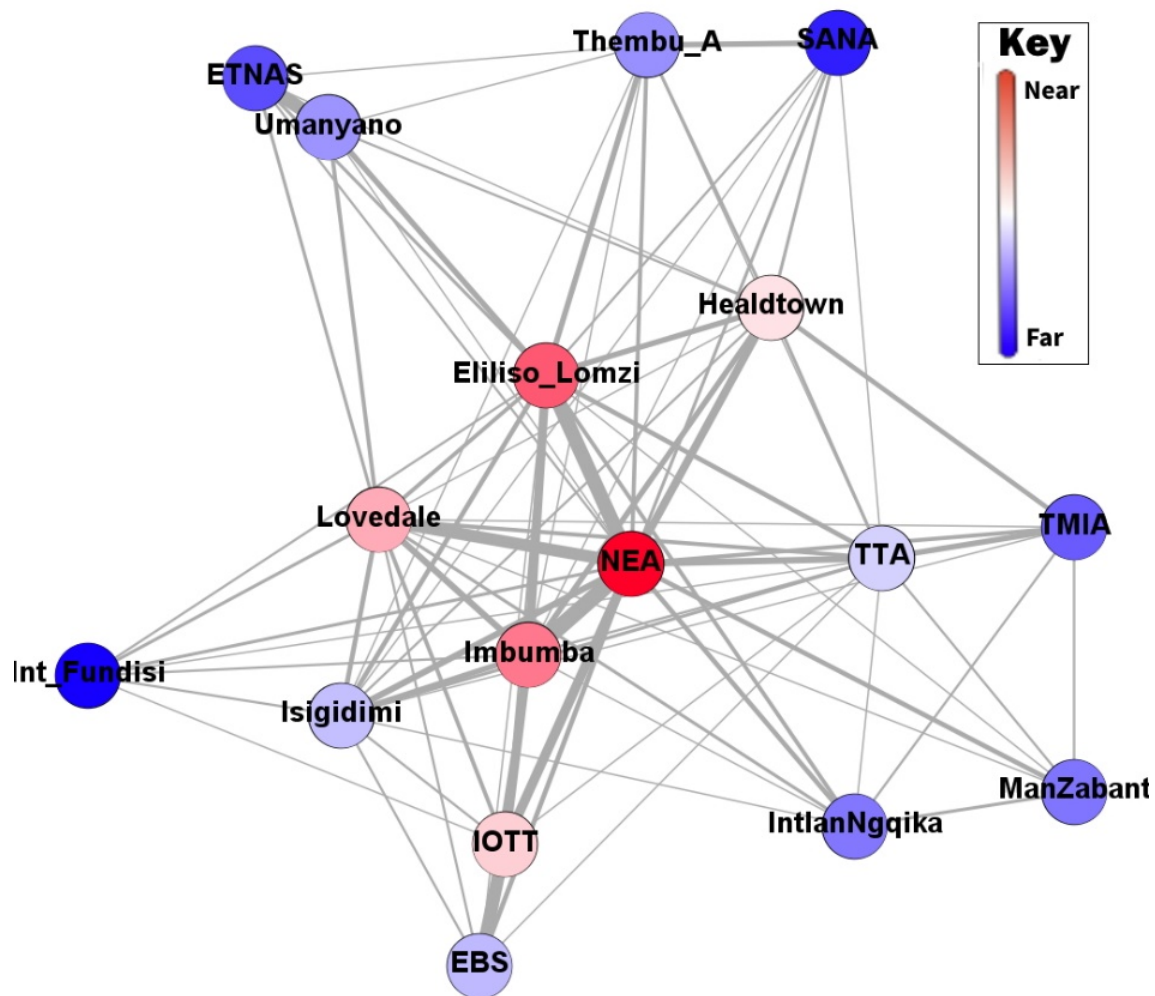 Thembu_A
SANA
Key
ETNAS
Near
Umanyano
Healdtown
Far
Eliliso_Lomzi
Lovedale
TMIA
NEA
TTA
Imbumba
Int_Fundisi
Isigidimi
ManZabant
IntlanNgqika
IOTT
EBS